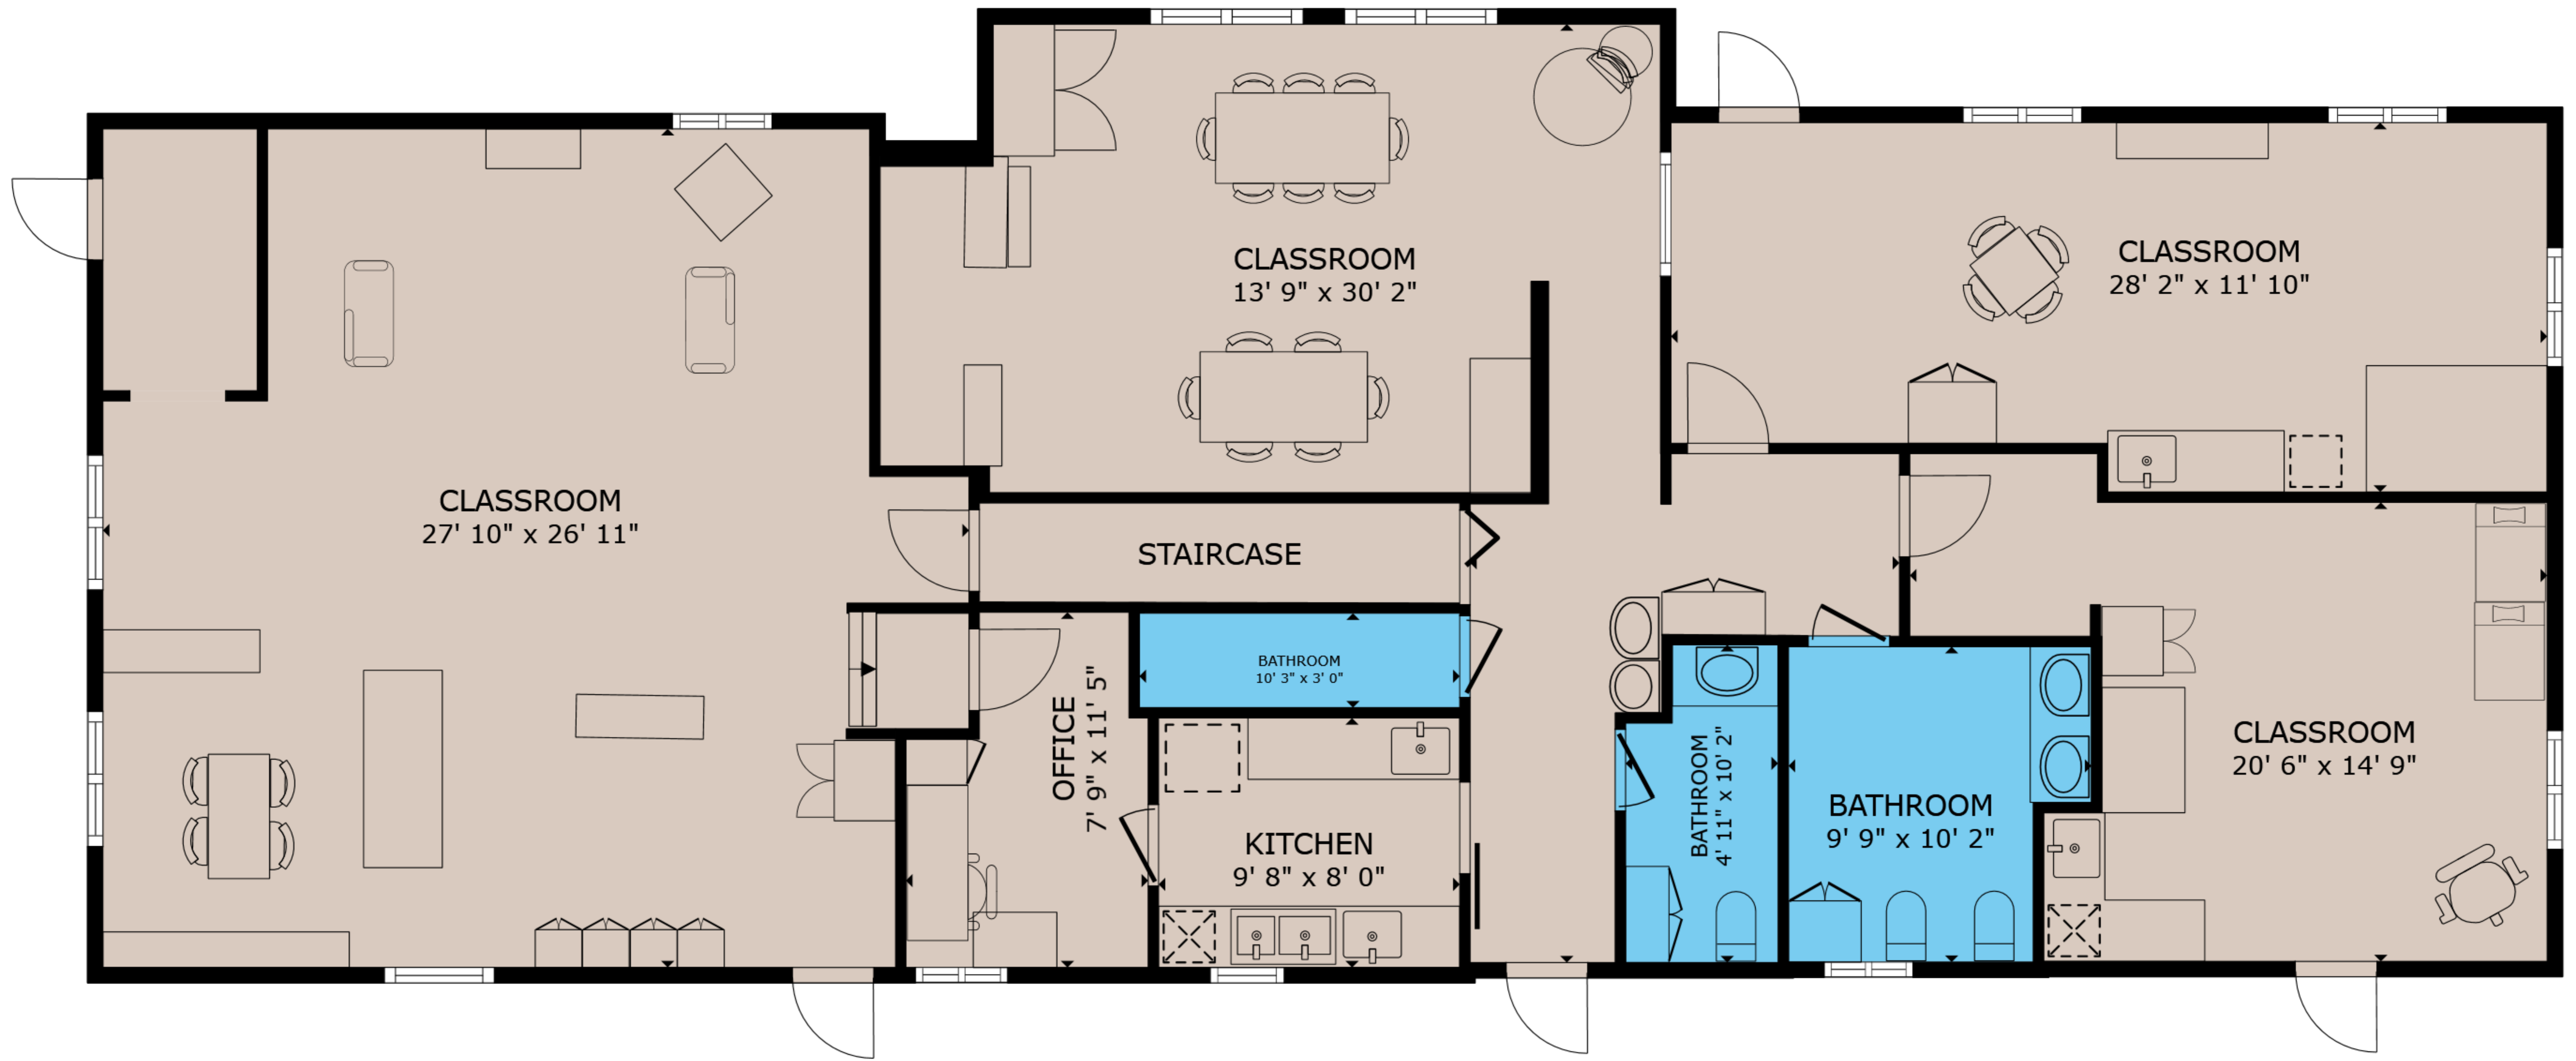 CLASSROOM
13' 9" x 30' 2"
CLASSROOM
28' 2" x 11' 10"
CLASSROOM
27' 10" x 26' 11"
STAIRCASE
BATHROOM
10' 3" x 3' 0"
OFFICE
7' 9" x 11' 5"
KITCHEN
9' 8" x 8' 0"
BATHROOM
4' 11" x 10' 2"
BATHROOM
9' 9" x 10' 2"
CLASSROOM
20' 6" x 14' 9"